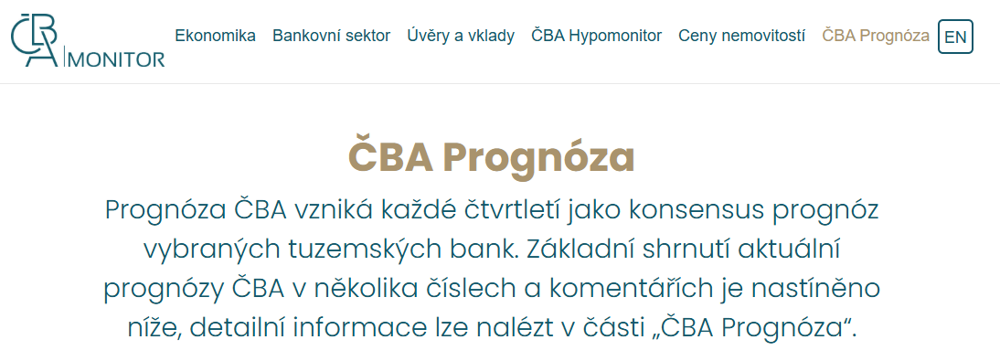 ČBA MONITOR
Ekonomika Bankovní sektor Úvěry a vklady ČBA Hypomonitor Ceny nemovitostí ČBA Prognóza EN
ČBA Prognóza
Prognóza ČBA vzniká každé čtvrtletí jako konsensus prognóz
vybraných tuzemských bank. Základní shrnutí aktuální
prognózy ČBA v několika číslech a komentářích je nastíněno
níže, detailní informace lze nalézt v části „ČBA Prognóza“.